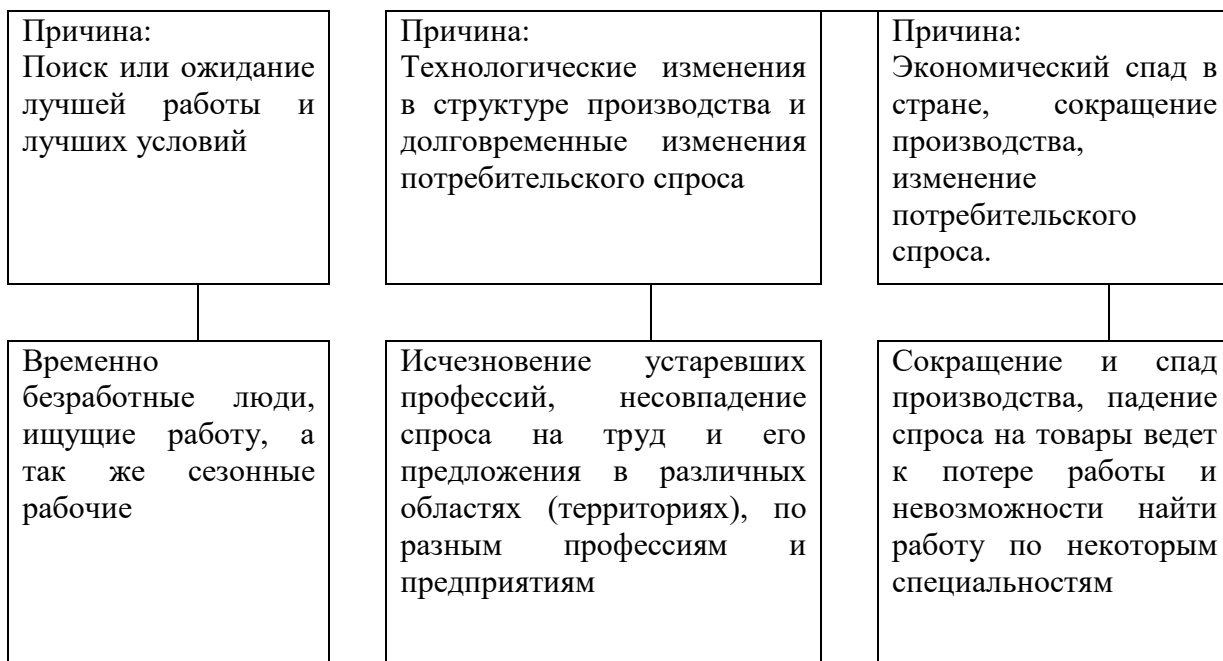 Причина:
Поиск или ожидание
лучшей работы и
лучших условий
Причина:
Технологические изменения
в структуре производства и
долговременные изменения
потребительского спроса
Причина:
Экономический спад в
стране, сокращение
производства,
изменение
потребительского
спроса.
Временно
безработные люди,
ищущие работу, а
так же сезонные
рабочие
Исчезновение устаревших
профессий, несовпадение
спроса на труд и его
предложения в различных
областях (территориях), по
разным профессиям и
предприятиям
Сокращение и спад
производства, падение
спроса на товары ведет
к потере работы и
невозможности найти
работу по некоторым
специальностям